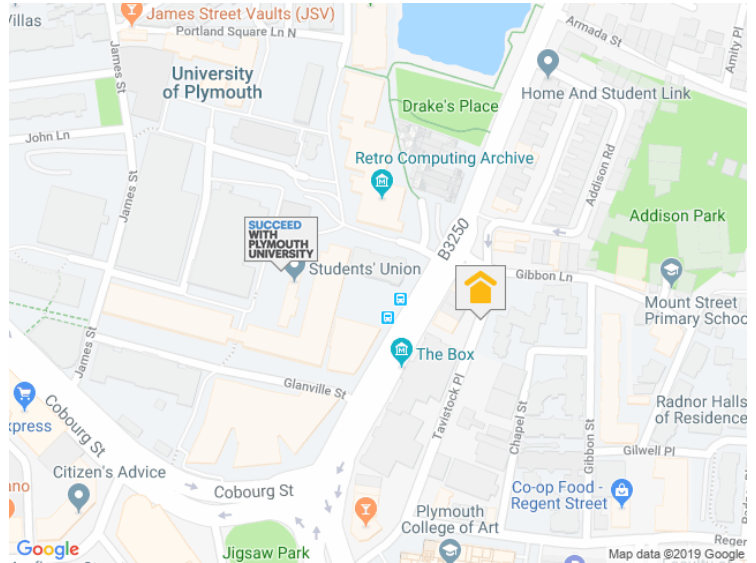 Villas
James Street Vaults (JSV)
Portland Square Ln N
Armada St
Amity Pl
James St
University
of Plymouth
Drake's Place
Home And Student Link
John Ln
Retro Computing Archive
Addison Rd
James St
Addison Park
SUCCEED
WITH
PLYMOUTH
UNIVERSITY
B3250
Students' Union
Gibbon Ln
Mount Street
Primary Schoo
James St
The Box
Glanville St
Tavistock Pl
Chapel St
Gibbon St
Radnor Halls
of Residence
xpress
Cobourg St
Gilwell Pl
Citizen's Advice
ano
Cobourg St
Co-op Food -
Regent Street
Plymouth
College of Art
Regen
Google
Jigsaw Park
Map data ©2019 Google